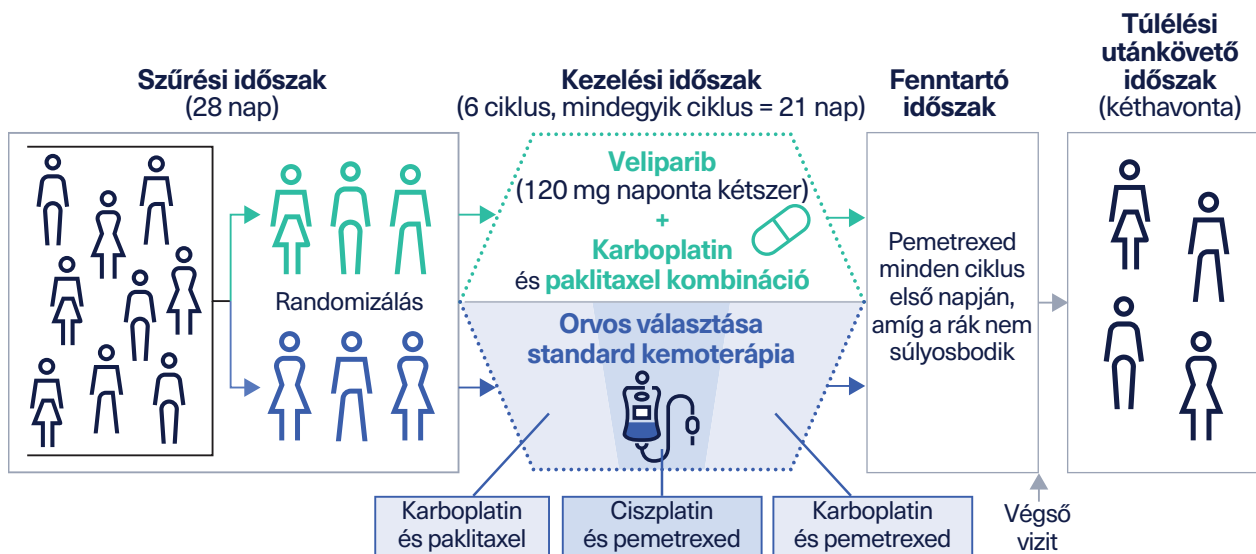 Szűrési időszak
(28 nap)
Randomizálás
Kezelési időszak
(6 ciklus, mindegyik ciklus = 21 nap)
Veliparib
(120 mg naponta kétszer)
+
Karboplatin
és paklitaxel kombináció
Orvos választása
standard kemoterápia
Karboplatin
és paklitaxel
Ciszplatin
és pemetrexed
Karboplatin
és pemetrexed
Fenntartó
időszak
Pemetrexed
minden ciklus
első napján,
amíg a rák nem
súlyosbodik
Végső
vizit
Túlélési
utánkövető
időszak
(kéthavonta)